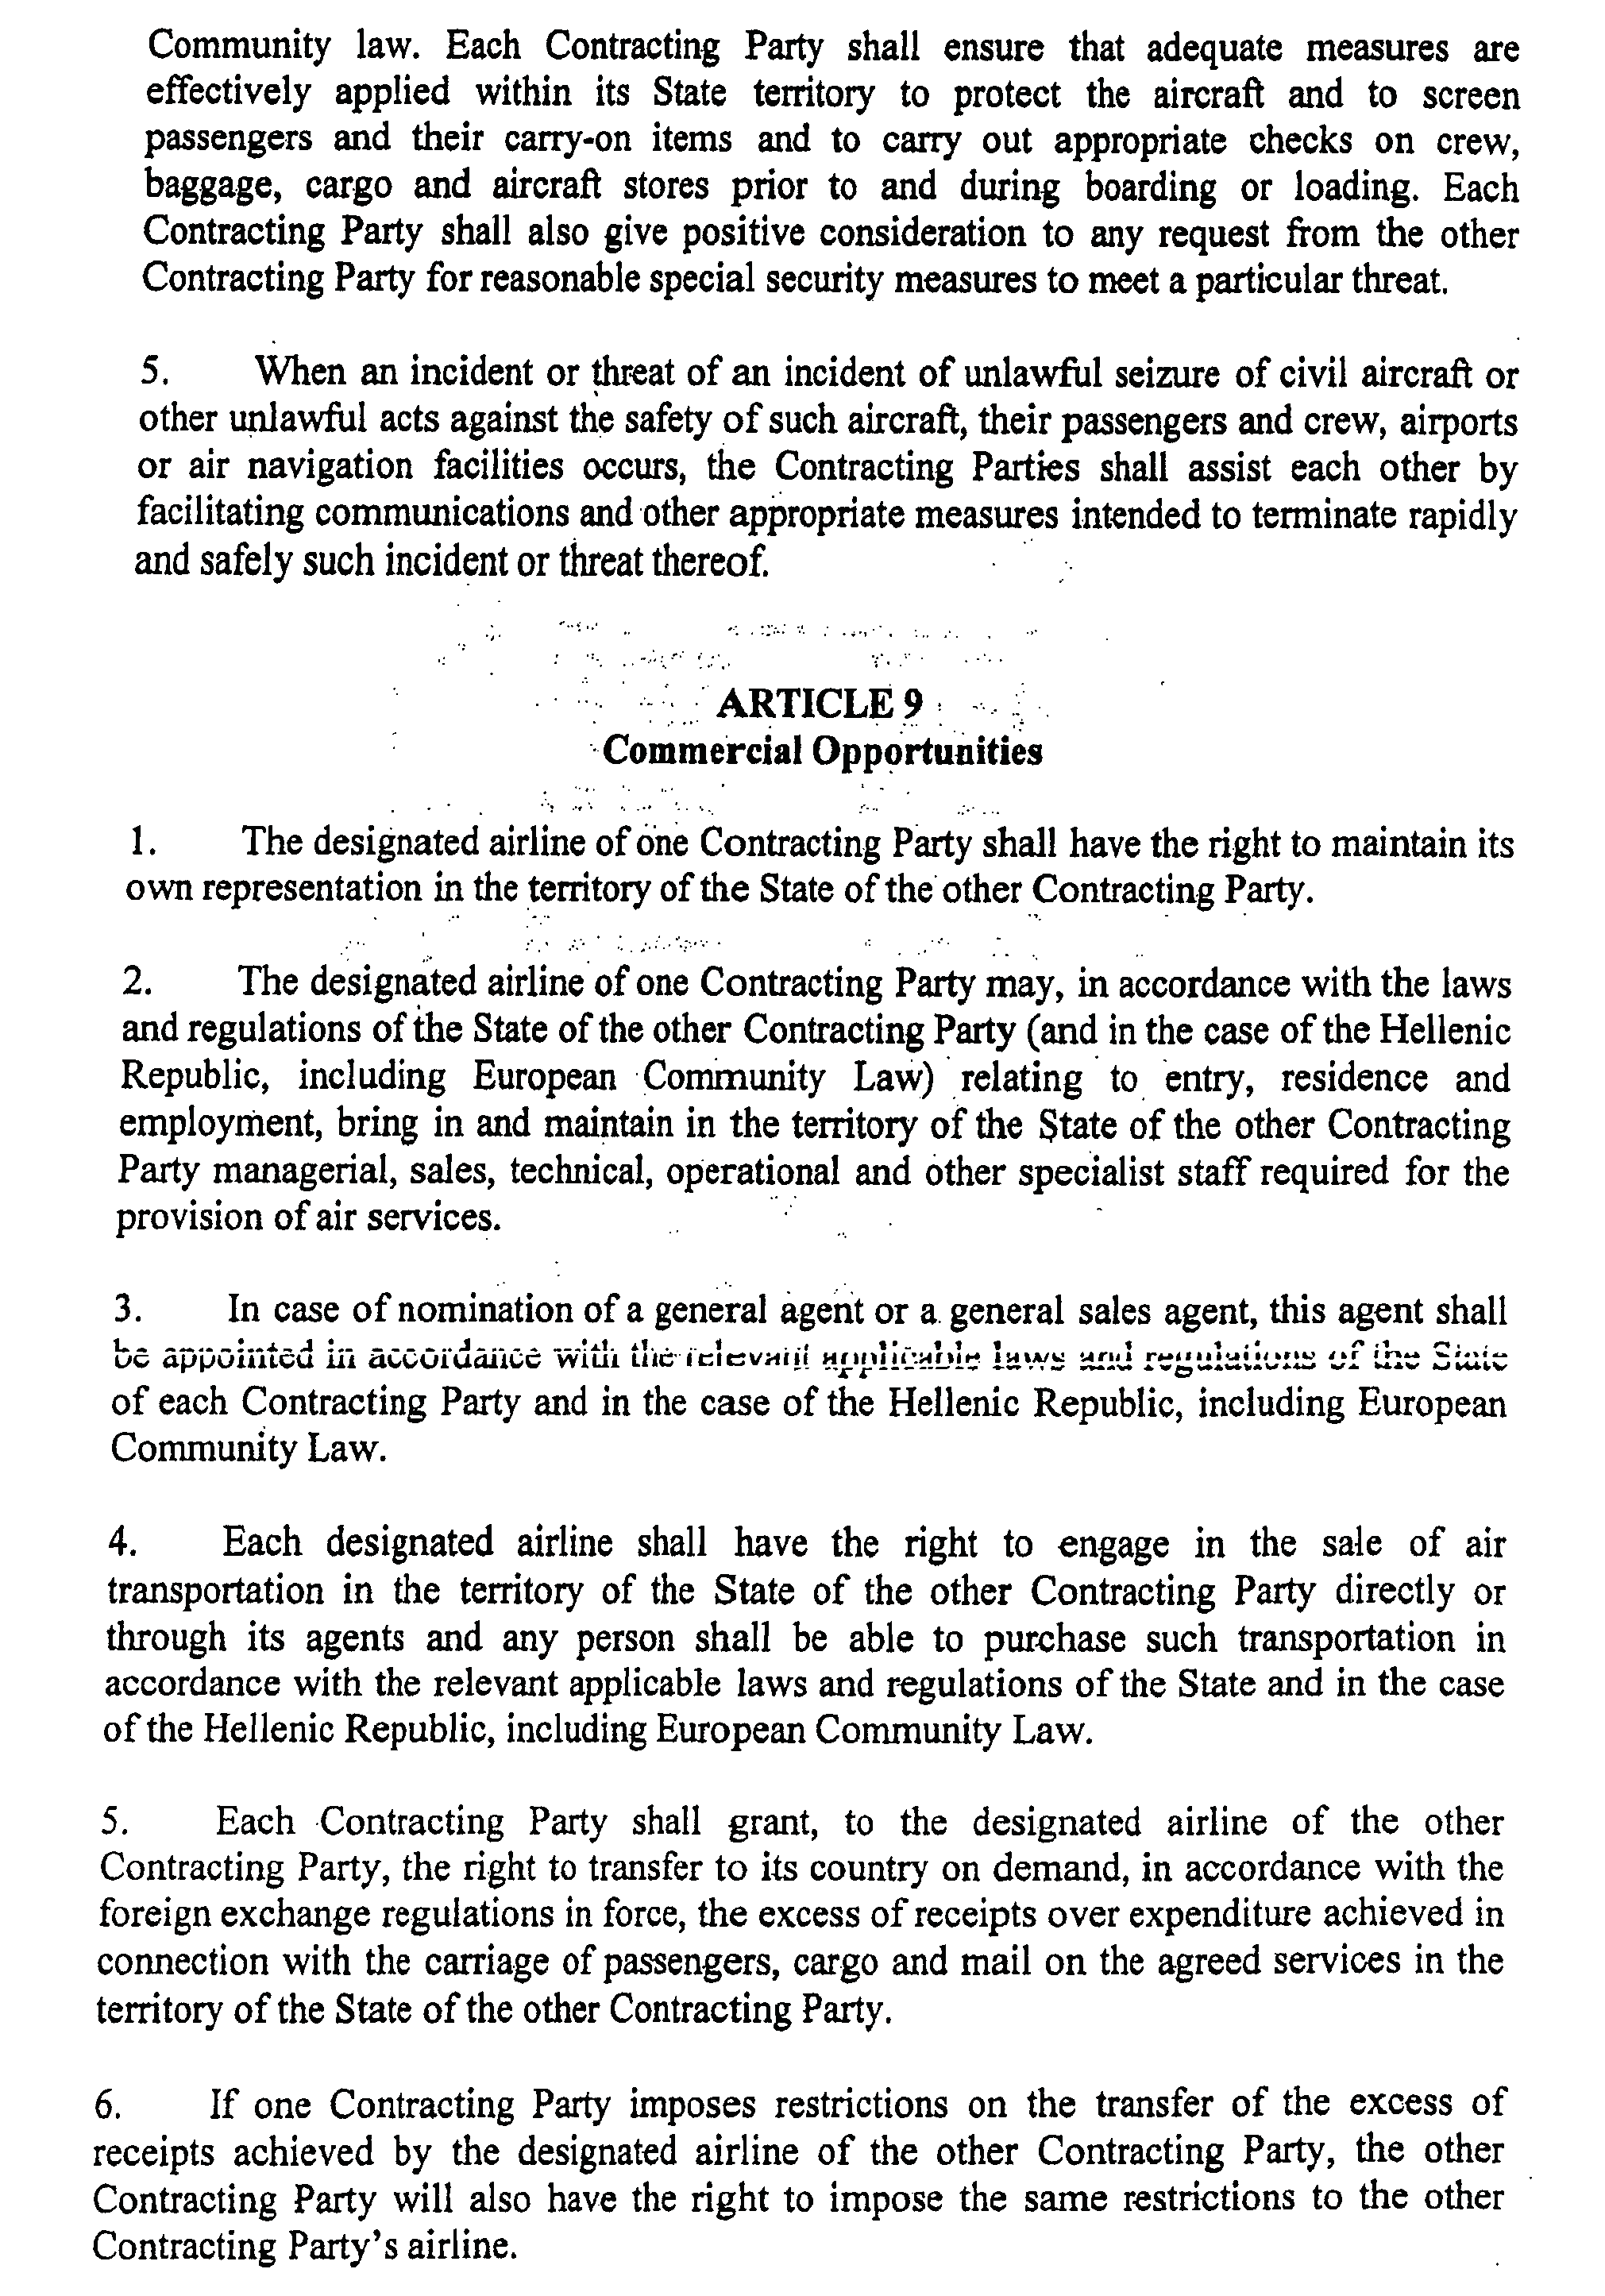 Community law. Each Contracting Party shall ensure that adequate measures are
effectively applied within its State territory to protect the aircraft and to screen
passengers and their carry-on items and to carry out appropriate checks on crew,
baggage, cargo and aircraft stores prior to and during boarding or loading. Each
Contracting Party shall also give positive consideration to any request from the other
Contracting Party for reasonable special security measures to meet a particular threat.
5. When an incident or threat of an incident of unlawful seizure of civil aircraft or
other unlawful acts against the safety of such aircraft, their passengers and crew, airports
or air navigation facilities occurs, the Contracting Parties shall assist each other by
facilitating communications and other appropriate measures intended to terminate rapidly
and safely such incident or threat thereof.
ARTICLE 9
Commercial Opportunities
1. The designated airline of one Contracting Party shall have the right to maintain its
own representation in the territory of the State of the other Contracting Party.
2. The designated airline of one Contracting Party may, in accordance with the laws
and regulations of the State of the other Contracting Party (and in the case of the Hellenic
Republic, including European Community Law) relating to entry, residence and
employment, bring in and maintain in the territory of the State of the other Contracting
Party managerial, sales, technical, operational and other specialist staff required for the
provision of air services.
3. In case of nomination of a general agent or a general sales agent, this agent shall
be appointed in accordance with the relevant applicable laws and regulations of the State
of each Contracting Party and in the case of the Hellenic Republic, including European
Community Law.
4. Each designated airline shall have the right to engage in the sale of air
transportation in the territory of the State of the other Contracting Party directly or
through its agents and any person shall be able to purchase such transportation in
accordance with the relevant applicable laws and regulations of the State and in the case
of the Hellenic Republic, including European Community Law.
5. Each Contracting Party shall grant, to the designated airline of the other
Contracting Party, the right to transfer to its country on demand, in accordance with the
foreign exchange regulations in force, the excess of receipts over expenditure achieved in
connection with the carriage of passengers, cargo and mail on the agreed services in the
territory of the State of the other Contracting Party.
6. If one Contracting Party imposes restrictions on the transfer of the excess of
receipts achieved by the designated airline of the other Contracting Party, the other
Contracting Party will also have the right to impose the same restrictions to the other
Contracting Party's airline.